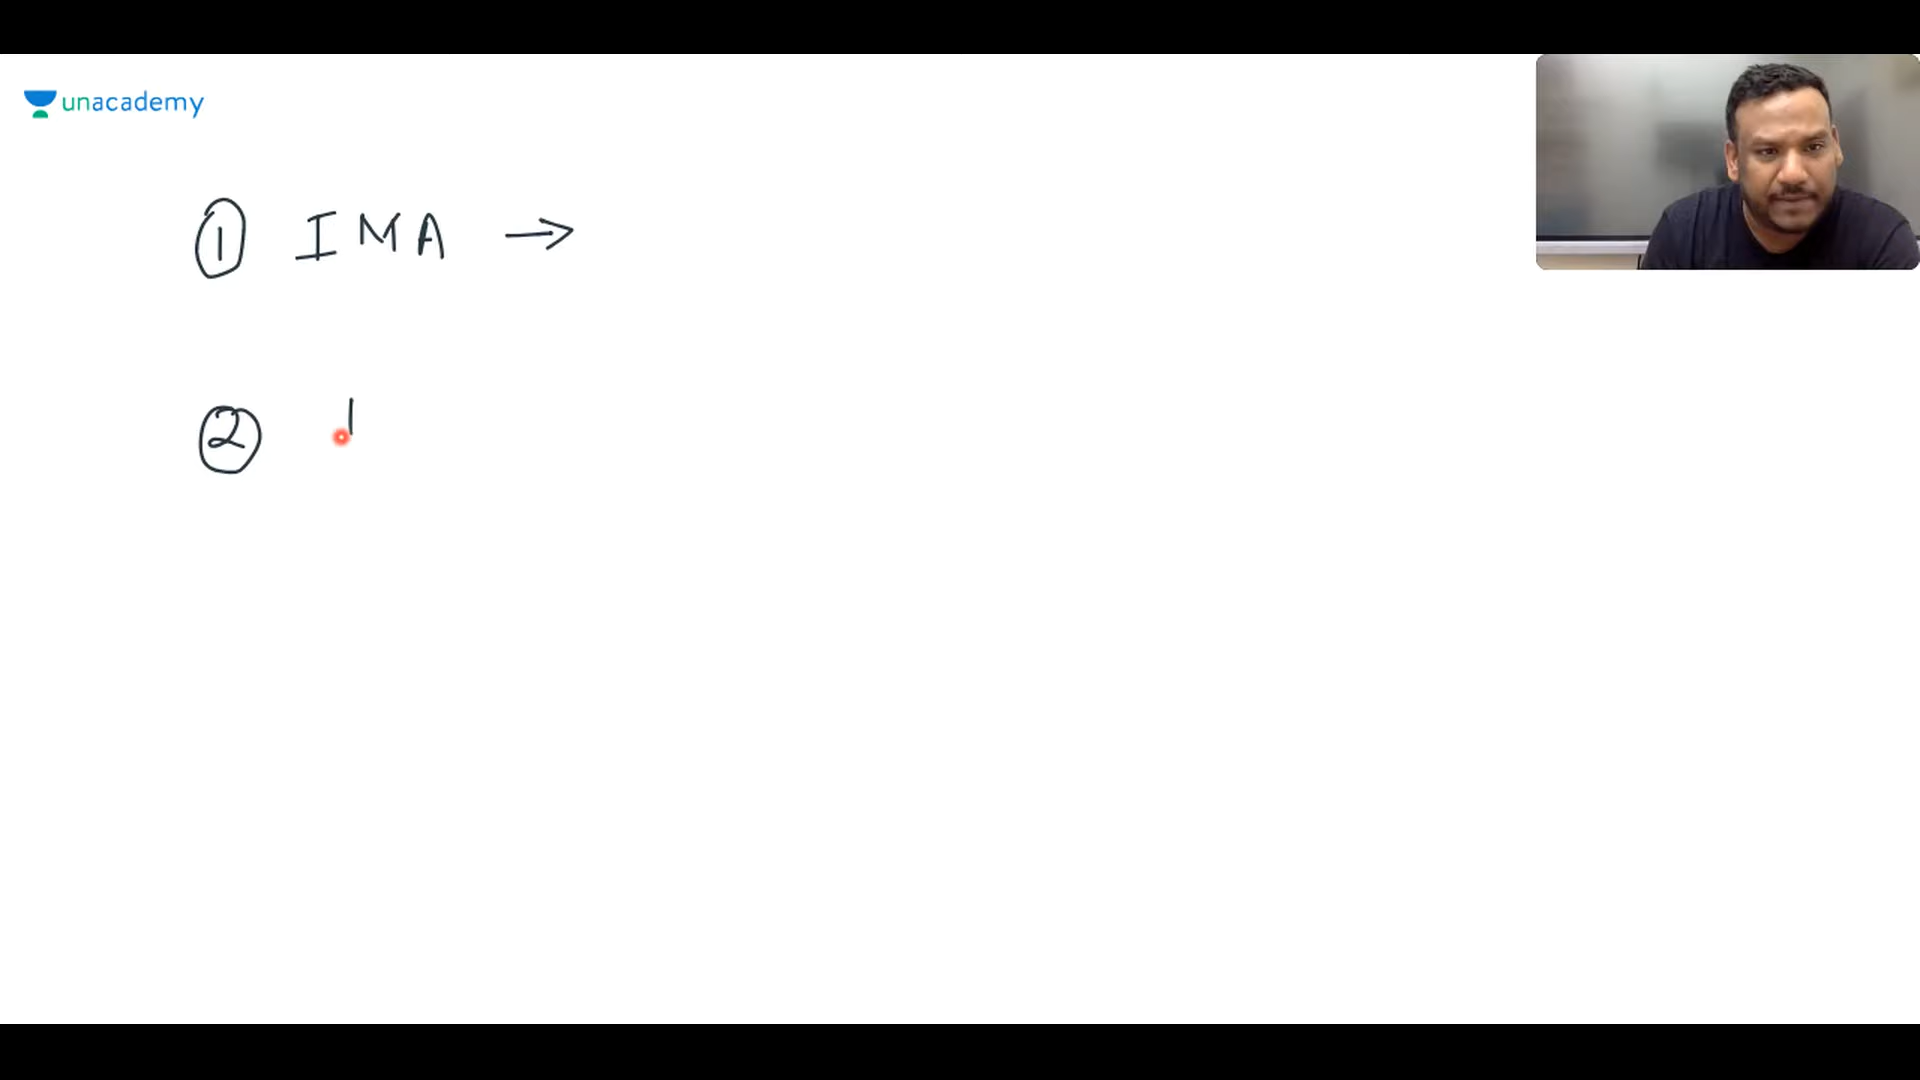 unacademy
① IMA →
②